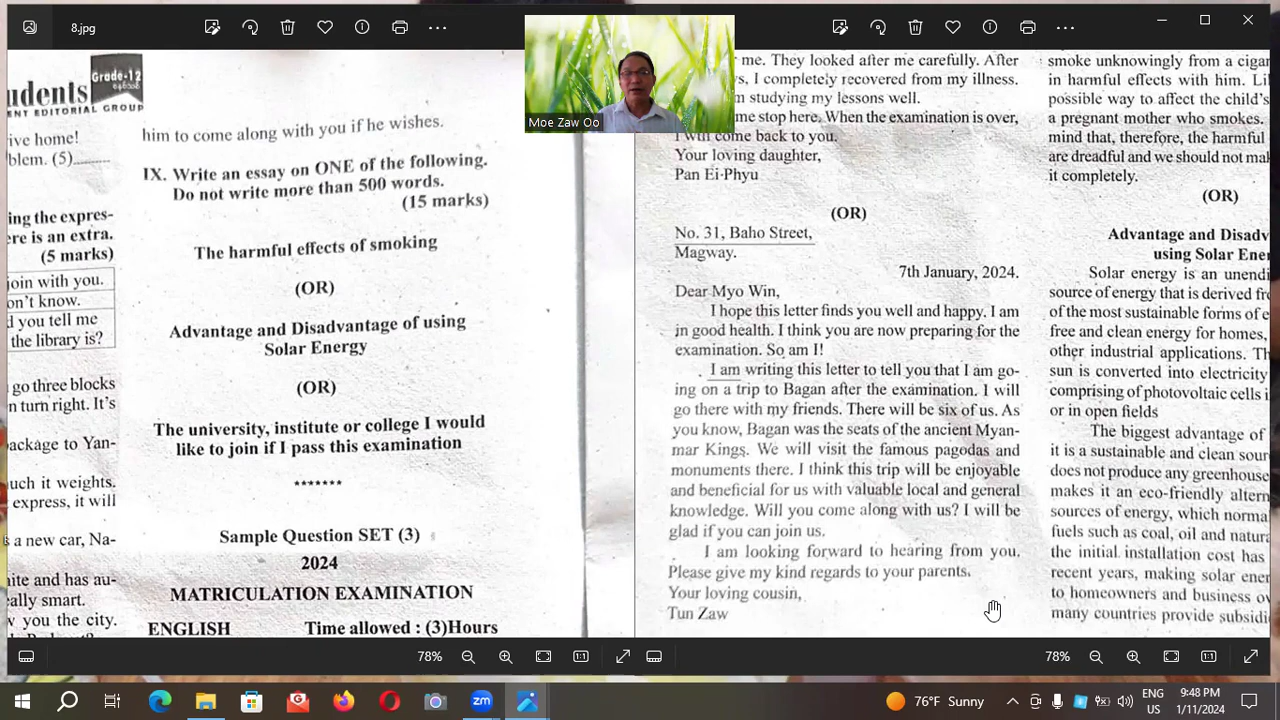 8.jpg
Moe Zaw Oo
udents
Grade-12
ENT EDITORIAL GROUP
ive home!
blem. (5)
ing the expres-
ere is an extra.
(5 marks)
join with you.
on't know.
d you tell me
the library is?
go three blocks
n turn right. It's
ackage to Yan-
uch it weights.
express, it will
s a new car, Na-
nite and has au-
eally smart.
w you the city.
him to come along with you if he wishes.
IX. Write an essay on ONE of the following.
Do not write more than 500 words.
(15 marks)
The harmful effects of smoking
(OR)
Advantage and Disadvantage of using
Solar Energy
(OR)
The university, institute or college I would
like to join if I pass this examination
*******
Sample Question SET (3)
2024
MATRICULATION EXAMINATION
ENGLISH Time allowed : (3)Hours
r me. They looked after me carefully. After
s, I completely recovered from my illness.
m studying my lessons well.
me stop here. When the examination is over,
I will come back to you.
Your loving daughter,
Pan Ei-Phyu
(OR)
No. 31, Baho Street,
Magway.
7th January, 2024.
Dear Myo Win,
I hope this letter finds you well and happy. I am
in good health. I think you are now preparing for the
examination. So am I!
I am writing this letter to tell you that I am go-
ing on a trip to Bagan after the examination. I will
go there with my friends. There will be six of us. As
you know, Bagan was the seats of the ancient Myan-
mar Kings. We will visit the famous pagodas and
monuments there. I think this trip will be enjoyable
and beneficial for us with valuable local and general
knowledge. Will you come along with us? I will be
glad if you can join us.
I am looking forward to hearing from you.
Please give my kind regards to your parents.
Your loving cousin,
Tun Zaw
smoke unknowingly from a cigar
in harmful effects with him. Li
possible way to affect the child's
a pregnant mother who smokes.
mind that, therefore, the harmful
are dreadful and we should not ma
it completely.
(OR)
Advantage and Disadv
using Solar Ene
Solar energy is an unendi
source of energy that is derived fr
of the most sustainable forms of e
free and clean energy for homes,
other industrial applications. Th
sun is converted into electricity
comprising of photovoltaic cells i
or in open fields
The biggest advantage of
it is a sustainable and clean sour
does not produce any greenhouse
makes it an eco-friendly altern
sources of energy, which norma
fuels such as coal, oil and natura
the initial installation cost has
recent years, making solar ener
to homeowners and business ov
many countries provide subsidi
78% 1:1
78% 1:1
zm
76°F Sunny
ENG
US
9:48 PM
1/11/2024